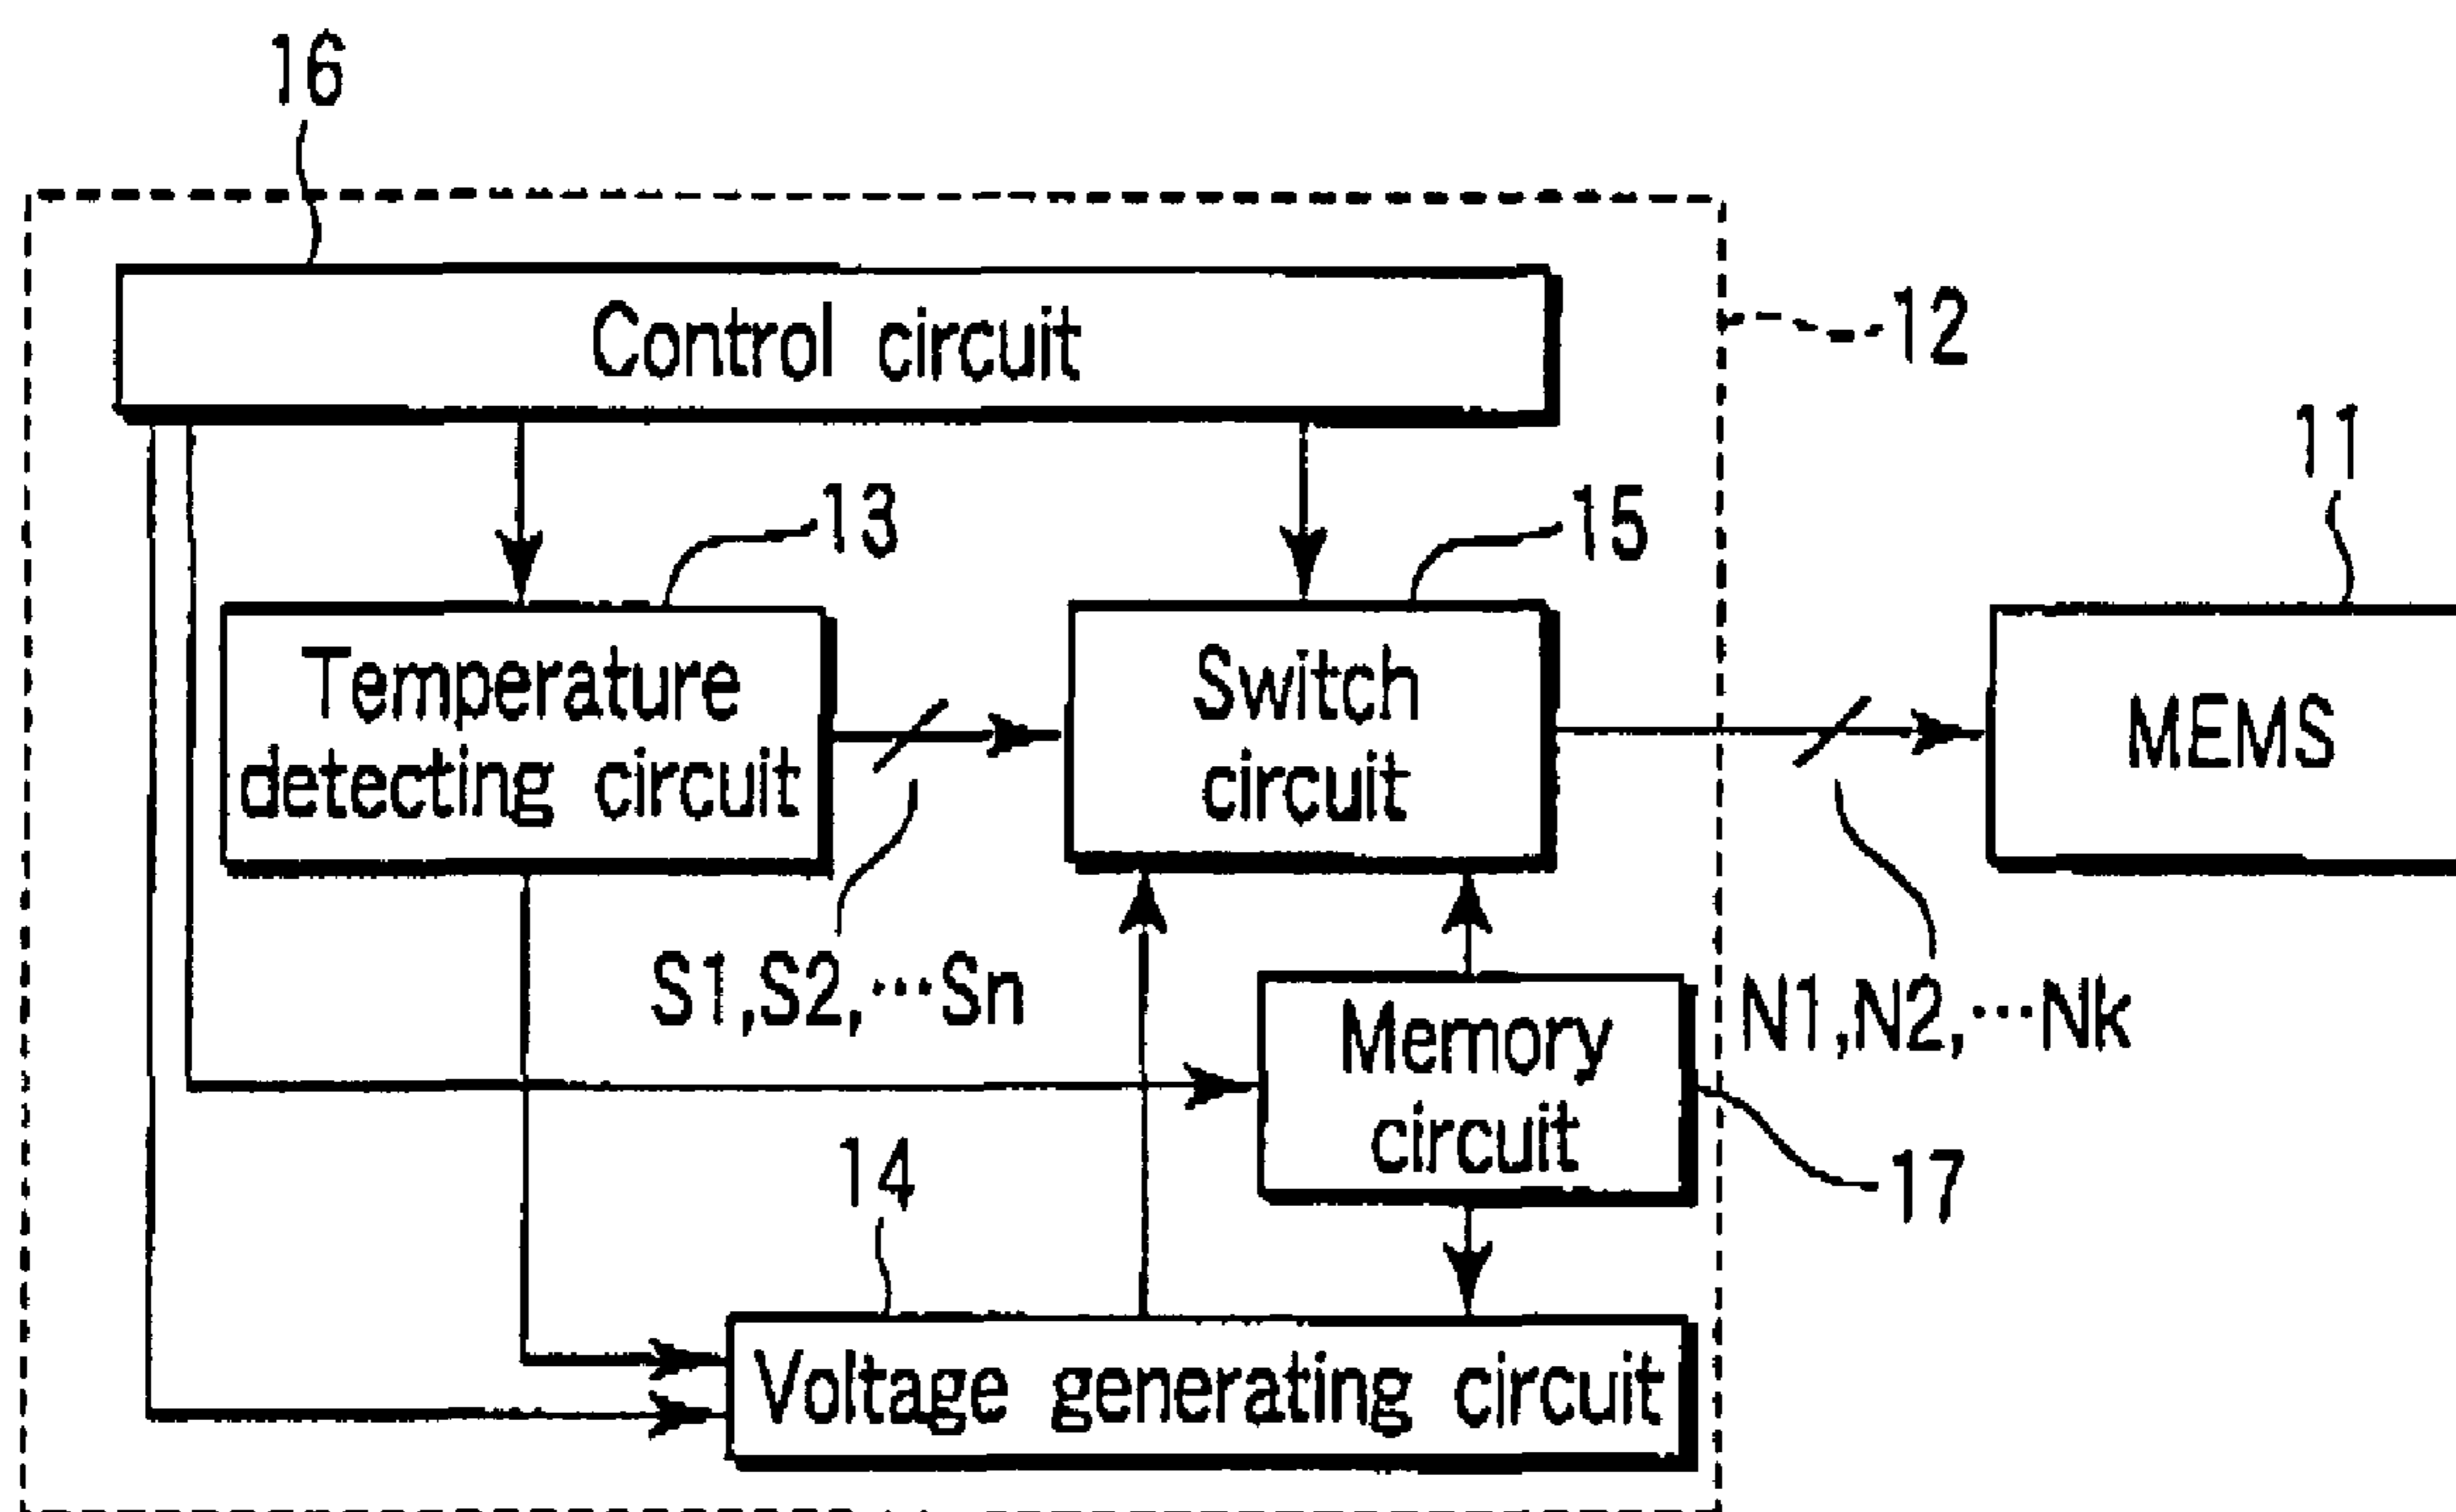 16
Control circuit
12
11
13
15
Temperature
detecting circuit
Switch
circuit
MEMS
S1,S2,···Sn
N1,N2,···Nk
Memory
circuit
14
17
Voltage generating circuit